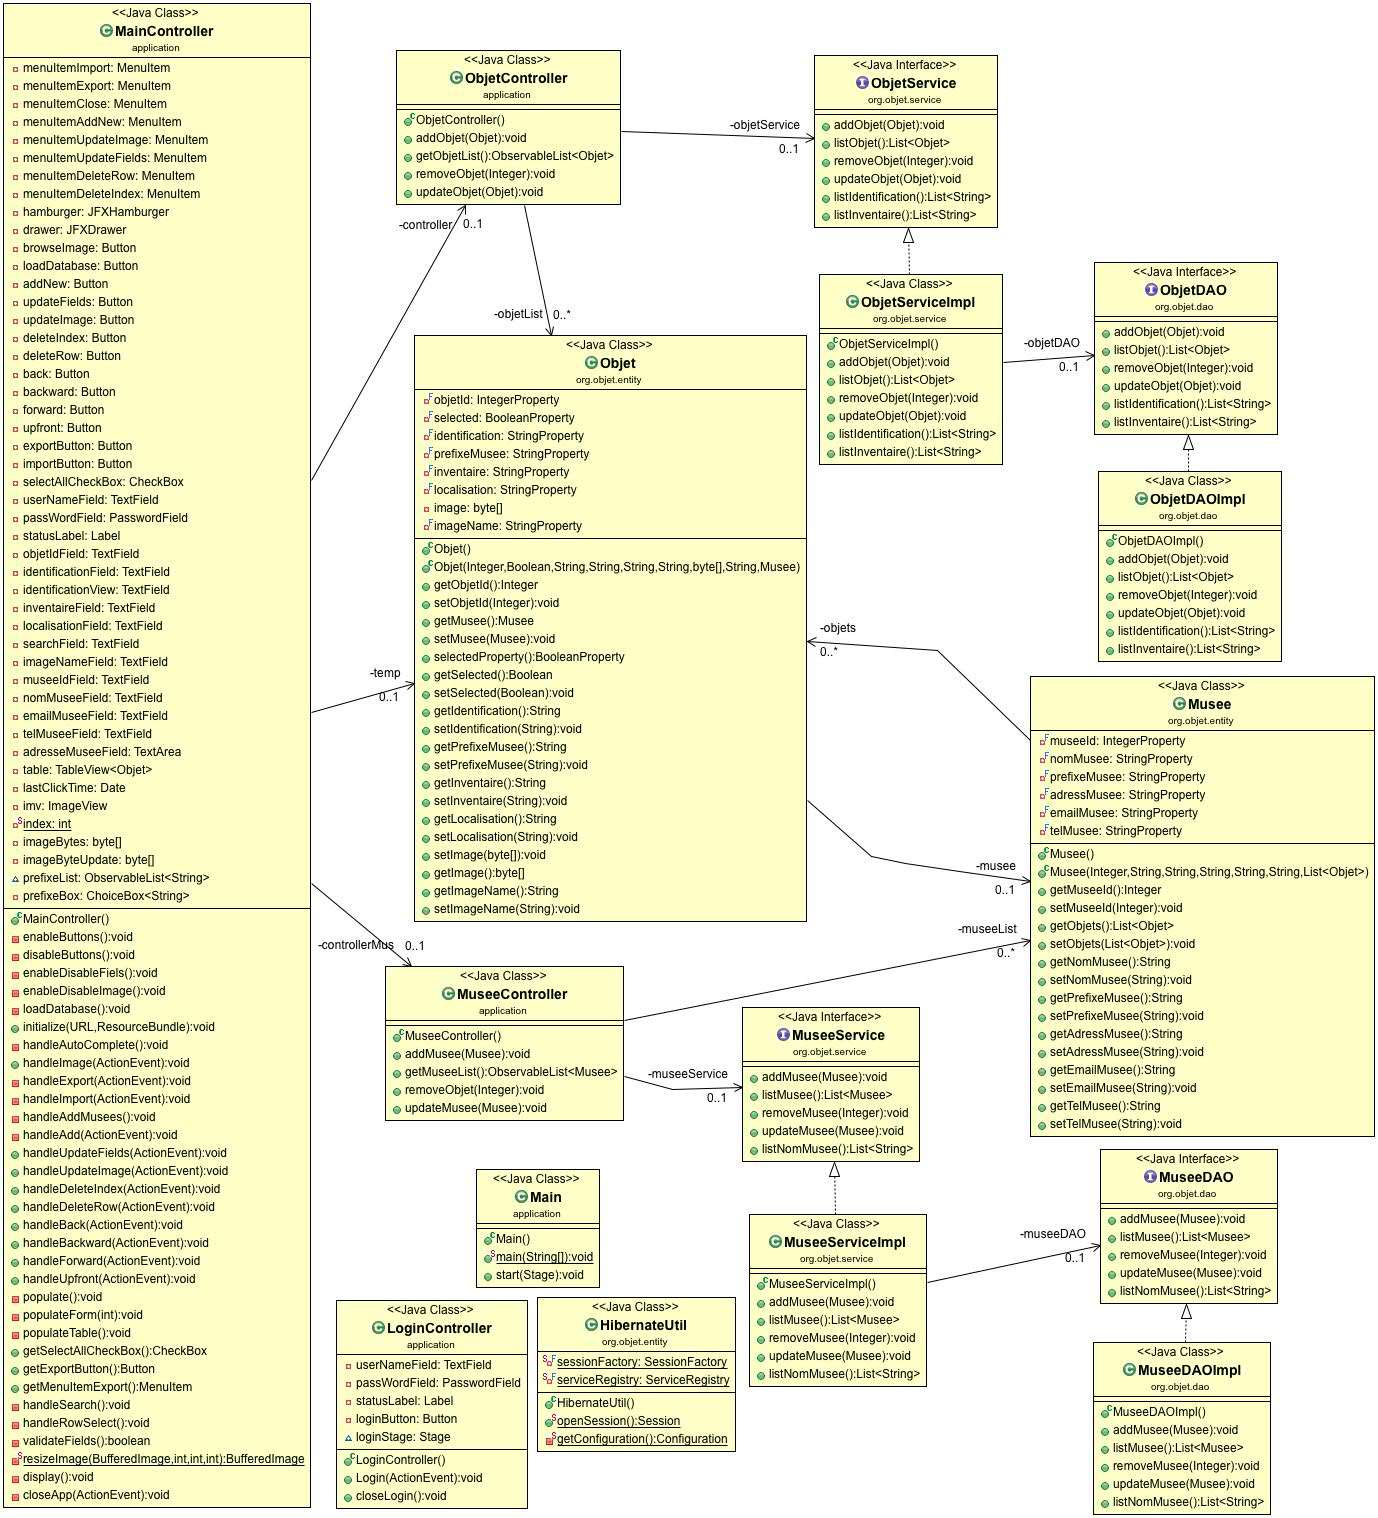 <<Java Class>>
MainController
application
menuItemImport: MenuItem
menuItemExport: MenuItem
menuItemClose: MenuItem
menuItemAddNew: MenuItem
menuItemUpdateImage: MenuItem
menuItemUpdateFields: MenuItem
menuItemDeleteRow: MenuItem
menuItemDeleteIndex: MenuItem
hamburger: JFXHamburger
drawer: JFXDrawer
browseImage: Button
loadDatabase: Button
addNew: Button
updateFields: Button
updateImage: Button
deleteIndex: Button
deleteRow: Button
back: Button
backward: Button
forward: Button
upfront: Button
exportButton: Button
importButton: Button
selectAllCheckBox: CheckBox
userNameField: TextField
passWordField: PasswordField
statusLabel: Label
objetIdField: TextField
identificationField: TextField
identificationView: TextField
inventaireField: TextField
localisationField: TextField
searchField: TextField
imageNameField: TextField
museeIdField: TextField
nomMuseeField: TextField
emailMuseeField: TextField
telMuseeField: TextField
adresseMuseeField: TextArea
table: TableView<Objet>
lastClickTime: Date
imv: ImageView
index: int
imageBytes: byte[]
imageByteUpdate: byte[]
prefixeList: ObservableList<String>
prefixeBox: ChoiceBox<String>
MainController()
enableButtons():void
disableButtons():void
enableDisableFiels():void
enableDisableImage():void
loadDatabase():void
initialize(URL,ResourceBundle):void
handleAutoComplete():void
handleImage(ActionEvent):void
handleExport(ActionEvent):void
handleImport(ActionEvent):void
handleAddMusees():void
handleAdd(ActionEvent):void
handleUpdateFields(ActionEvent):void
handleUpdateImage(ActionEvent):void
handleDeleteIndex(ActionEvent):void
handleDeleteRow(ActionEvent):void
handleBack(ActionEvent):void
handleBackward(ActionEvent):void
handleForward(ActionEvent):void
handleUpfront(ActionEvent):void
populate():void
populateForm(int):void
populateTable():void
getSelectAllCheckBox():CheckBox
getExportButton():Button
getMenuItemExport():MenuItem
handleSearch():void
handleRowSelect():void
validateFields():boolean
resizeImage(BufferedImage,int,int,int):BufferedImage
display():void
closeApp(ActionEvent):void
<<Java Class>>
ObjetController
application
ObjetController()
addObjet(Objet):void
getObjetList():ObservableList<Objet>
removeObjet(Integer):void
updateObjet(Objet):void
-controller
0..1
-objetService
0..1
<<Java Interface>>
ObjetService
org.objet.service
addObjet(Objet):void
listObjet():List<Objet>
removeObjet(Integer):void
updateObjet(Objet):void
listIdentification():List<String>
listInventaire():List<String>
<<Java Class>>
ObjetServiceImpl
org.objet.service
ObjetServiceImpl()
addObjet(Objet):void
listObjet():List<Objet>
removeObjet(Integer):void
updateObjet(Objet):void
listIdentification():List<String>
listInventaire():List<String>
-objetDAO
0..1
<<Java Interface>>
ObjetDAO
org.objet.dao
addObjet(Objet):void
listObjet():List<Objet>
removeObjet(Integer):void
updateObjet(Objet):void
listIdentification():List<String>
listInventaire():List<String>
<<Java Class>>
ObjetDAOImpl
org.objet.dao
ObjetDAOImpl()
addObjet(Objet):void
listObjet():List<Objet>
removeObjet(Integer):void
updateObjet(Objet):void
listIdentification():List<String>
listInventaire():List<String>
-objetList
0..*
<<Java Class>>
Objet
org.objet.entity
objetId: IntegerProperty
selected: BooleanProperty
identification: StringProperty
prefixeMusee: StringProperty
inventaire: StringProperty
localisation: StringProperty
image: byte[]
imageName: StringProperty
Objet()
Objet(Integer,Boolean,String,String,String,String,byte[],String,Musee)
getObjetId():Integer
setObjetId(Integer):void
getMusee():Musee
setMusee(Musee):void
selectedProperty():BooleanProperty
getSelected():Boolean
setSelected(Boolean):void
getIdentification():String
setIdentification(String):void
getPrefixeMusee():String
setPrefixeMusee(String):void
getInventaire():String
setInventaire(String):void
getLocalisation():String
setLocalisation(String):void
setImage(byte[]):void
getImage():byte[]
getImageName():String
setImageName(String):void
-temp
0..1
-objets
0..*
-musee
0..1
<<Java Class>>
Musee
org.objet.entity
museeId: IntegerProperty
nomMusee: StringProperty
prefixeMusee: StringProperty
adressMusee: StringProperty
emailMusee: StringProperty
telMusee: StringProperty
Musee()
Musee(Integer,String,String,String,String,String,List<Objet>)
getMuseeId():Integer
setMuseeId(Integer):void
getObjets():List<Objet>
setObjets(List<Objet>):void
getNomMusee():String
setNomMusee(String):void
getPrefixeMusee():String
setPrefixeMusee(String):void
getAdressMusee():String
setAdressMusee(String):void
getEmailMusee():String
setEmailMusee(String):void
getTelMusee():String
setTelMusee(String):void
-controllerMus
0..1
<<Java Class>>
MuseeController
application
MuseeController()
addMusee(Musee):void
getMuseeList():ObservableList<Musee>
removeObjet(Integer):void
updateMusee(Musee):void
-museeList
0..*
-museeService
0..1
<<Java Interface>>
MuseeService
org.objet.service
addMusee(Musee):void
listMusee():List<Musee>
removeMusee(Integer):void
updateMusee(Musee):void
listNomMusee():List<String>
<<Java Class>>
Main
application
Main()
main(String[]):void
start(Stage):void
<<Java Class>>
MuseeServiceImpl
org.objet.service
MuseeServiceImpl()
addMusee(Musee):void
listMusee():List<Musee>
removeMusee(Integer):void
updateMusee(Musee):void
listNomMusee():List<String>
-museeDAO
0..1
<<Java Interface>>
MuseeDAO
org.objet.dao
addMusee(Musee):void
listMusee():List<Musee>
removeMusee(Integer):void
updateMusee(Musee):void
listNomMusee():List<String>
<<Java Class>>
LoginController
application
userNameField: TextField
passWordField: PasswordField
statusLabel: Label
loginButton: Button
loginStage: Stage
LoginController()
Login(ActionEvent):void
closeLogin():void
<<Java Class>>
HibernateUtil
org.objet.entity
sessionFactory: SessionFactory
serviceRegistry: ServiceRegistry
HibernateUtil()
openSession():Session
getConfiguration():Configuration
<<Java Class>>
MuseeDAOImpl
org.objet.dao
MuseeDAOImpl()
addMusee(Musee):void
listMusee():List<Musee>
removeMusee(Integer):void
updateMusee(Musee):void
listNomMusee():List<String>